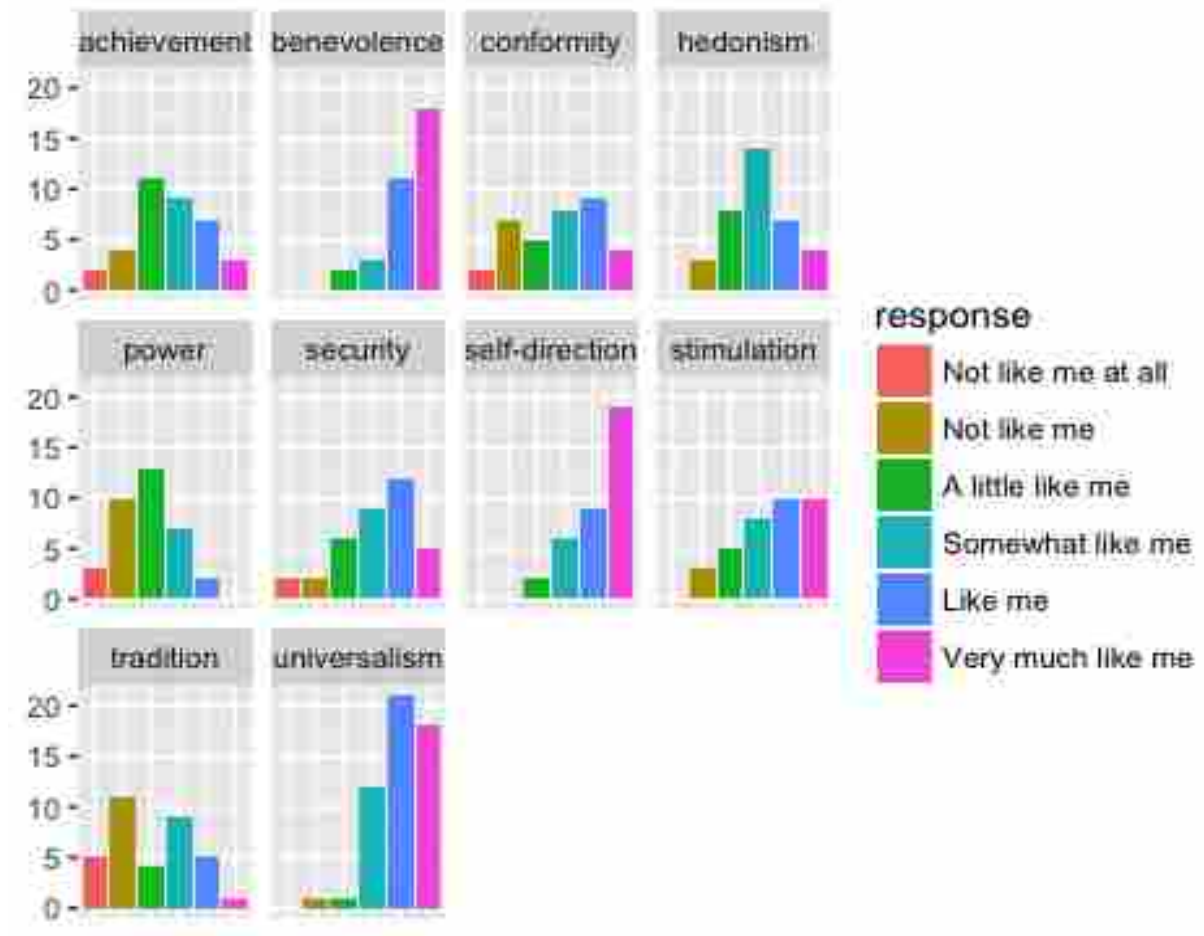 achievement benevolence conformity hedonism
20
15
10
5
0
power security self-direction stimulation
20
15
10
5
0
tradition universalism
20
15
10
5
0
response
Not like me at all
Not like me
A little like me
Somewhat like me
Like me
Very much like me